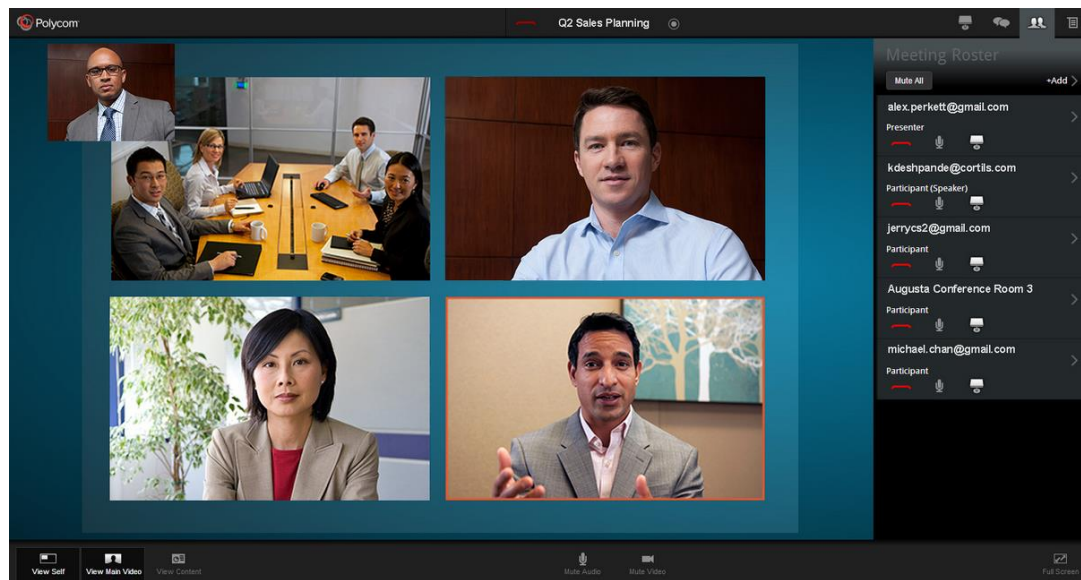 Polycom
Q2 Sales Planning
Meeting Roster
Mute All
+Add
alex.perkett@gmail.com
Presenter
kdeshpande@cortils.com
Participant (Speaker)
jerrycs2@gmail.com
Participant
Augusta Conference Room 3
Participant
michael.chan@gmail.com
Participant
View Self
View Main Video
View Content
Mute Audio
Mute Video
Full Screen